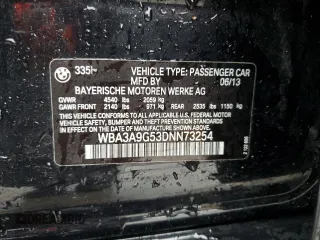 335i
VEHICLE TYPE: PASSENGER CAR
MFD BY 06/13
BAYERISCHE MOTOREN WERKE AG
GVWR 4540 lbs 2059 kg
GAWR FRONT 2140 lbs 971 kg REAR 2535 lbs 1150 kg
THIS VEHICLE CONFORMS TO ALL APPLICABLE U.S. FEDERAL
MOTOR VEHICLE SAFETY, BUMPER, AND THEFT PREVENTION
STANDARDS IN EFFECT ON THE DATE OF MANUFACTURE
SHOWN ABOVE.
WBA3A9G53DNN73254